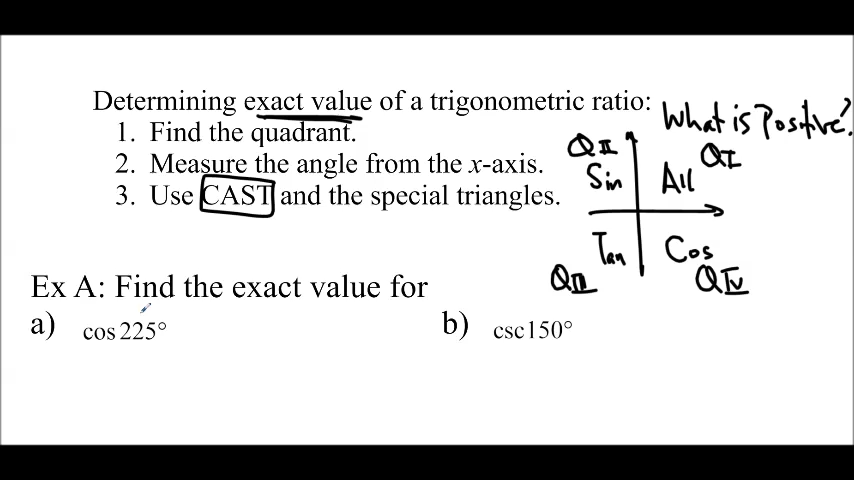 Determining exact value of a trigonometric ratio:
1. Find the quadrant.
2. Measure the angle from the x-axis.
3. Use CAST and the special triangles.
What is Positive?
QII
QI
Sin
All
Tan
Cos
QIII
QIV
Ex A: Find the exact value for
a) cos 225°
b) csc150°